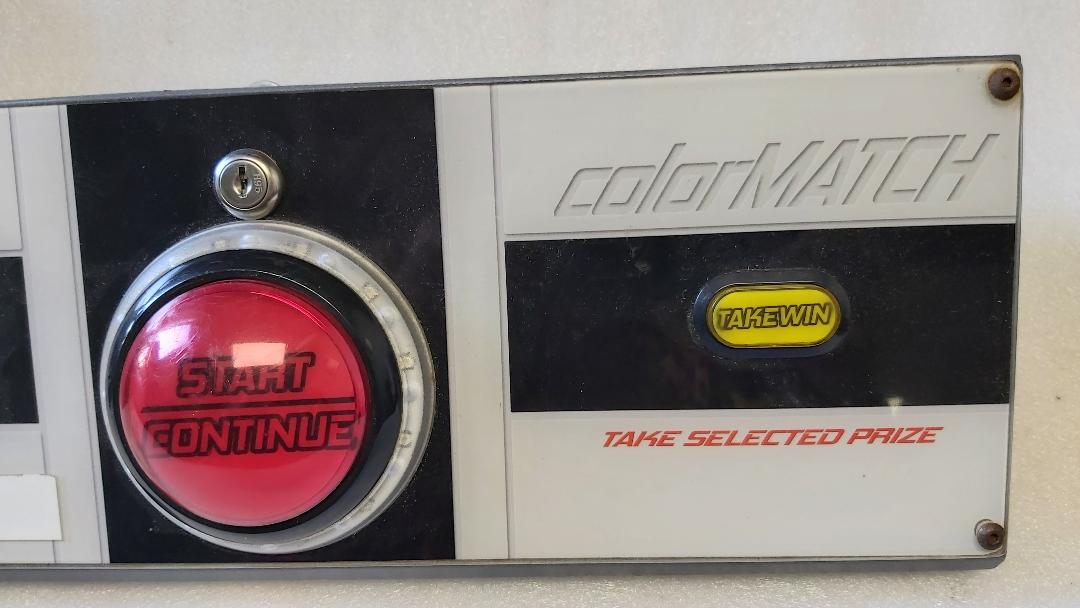 colorMATCH
START
CONTINUE
TAKEWIN
TAKE SELECTED PRIZE